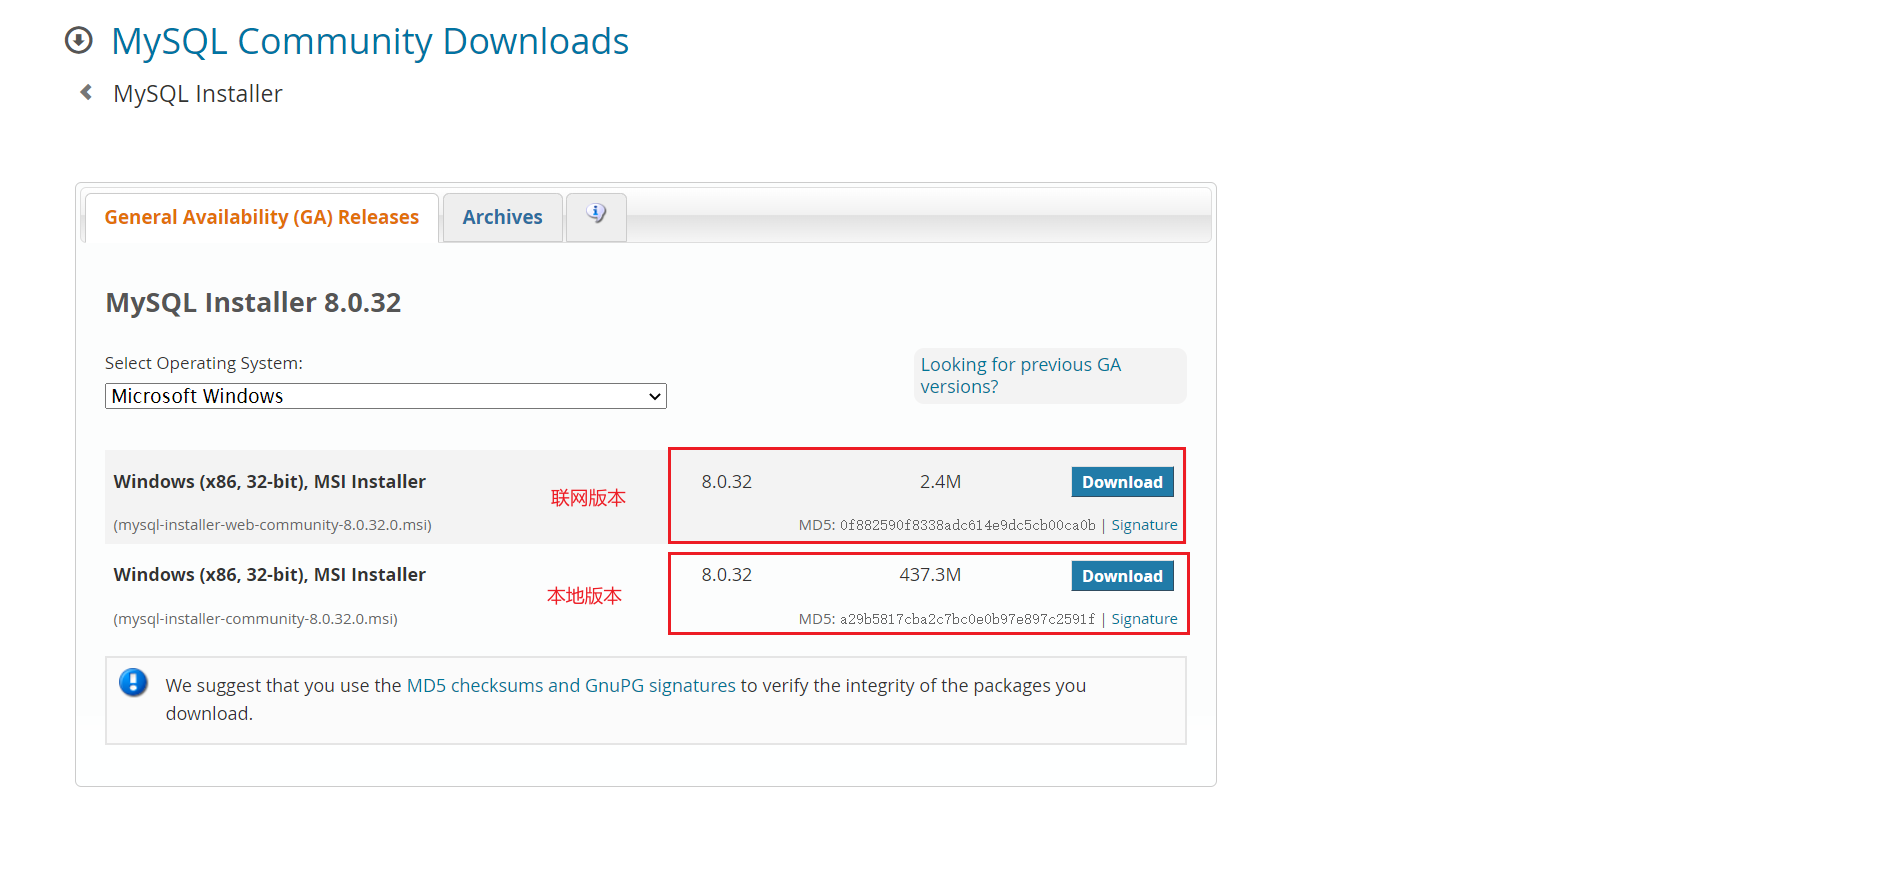 MySQL Community Downloads
MySQL Installer
General Availability (GA) Releases
Archives
MySQL Installer 8.0.32
Select Operating System:
Looking for previous GA
versions?
Microsoft Windows
Windows (x86, 32-bit), MSI Installer
联网版本
8.0.32
2.4M
Download
(mysql-installer-web-community-8.0.32.0.msi)
MD5: 0f882590f8338adc614e9dc5cb00ca0b | Signature
Windows (x86, 32-bit), MSI Installer
本地版本
8.0.32
437.3M
Download
(mysql-installer-community-8.0.32.0.msi)
MD5: a29b5817cba2c7bc0e0b97e897c2591f | Signature
We suggest that you use the MD5 checksums and GnuPG signatures to verify the integrity of the packages you
download.